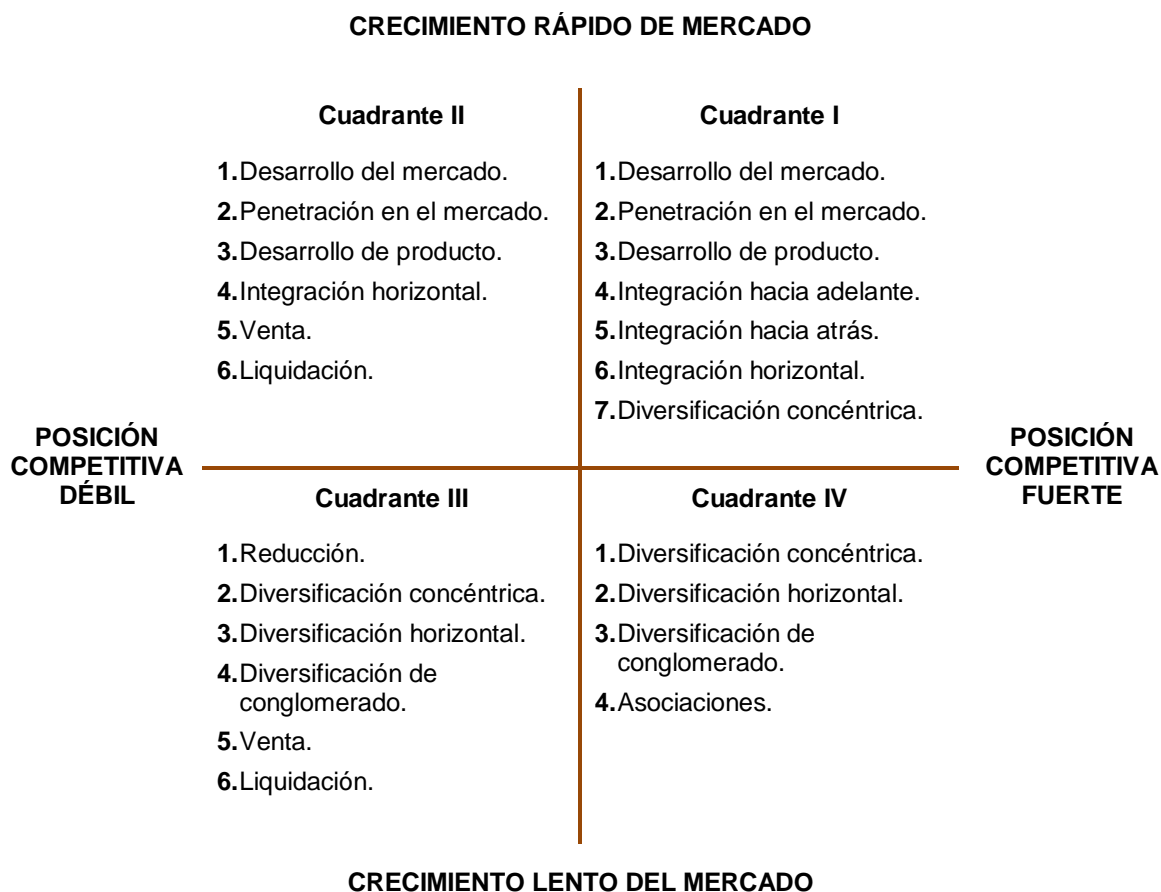 CRECIMIENTO RÁPIDO DE MERCADO
Cuadrante II
1.Desarrollo del mercado.
2.Penetración en el mercado.
3.Desarrollo de producto.
4.Integración horizontal.
5.Venta.
6.Liquidación.
Cuadrante I
1.Desarrollo del mercado.
2.Penetración en el mercado.
3.Desarrollo de producto.
4.Integración hacia adelante.
5.Integración hacia atrás.
6.Integración horizontal.
7.Diversificación concéntrica.
POSICIÓN
COMPETITIVA
DÉBIL
POSICIÓN
COMPETITIVA
FUERTE
Cuadrante III
1.Reducción.
2.Diversificación concéntrica.
3.Diversificación horizontal.
4.Diversificación de
conglomerado.
5.Venta.
6.Liquidación.
Cuadrante IV
1.Diversificación concéntrica.
2.Diversificación horizontal.
3.Diversificación de
conglomerado.
4.Asociaciones.
CRECIMIENTO LENTO DEL MERCADO